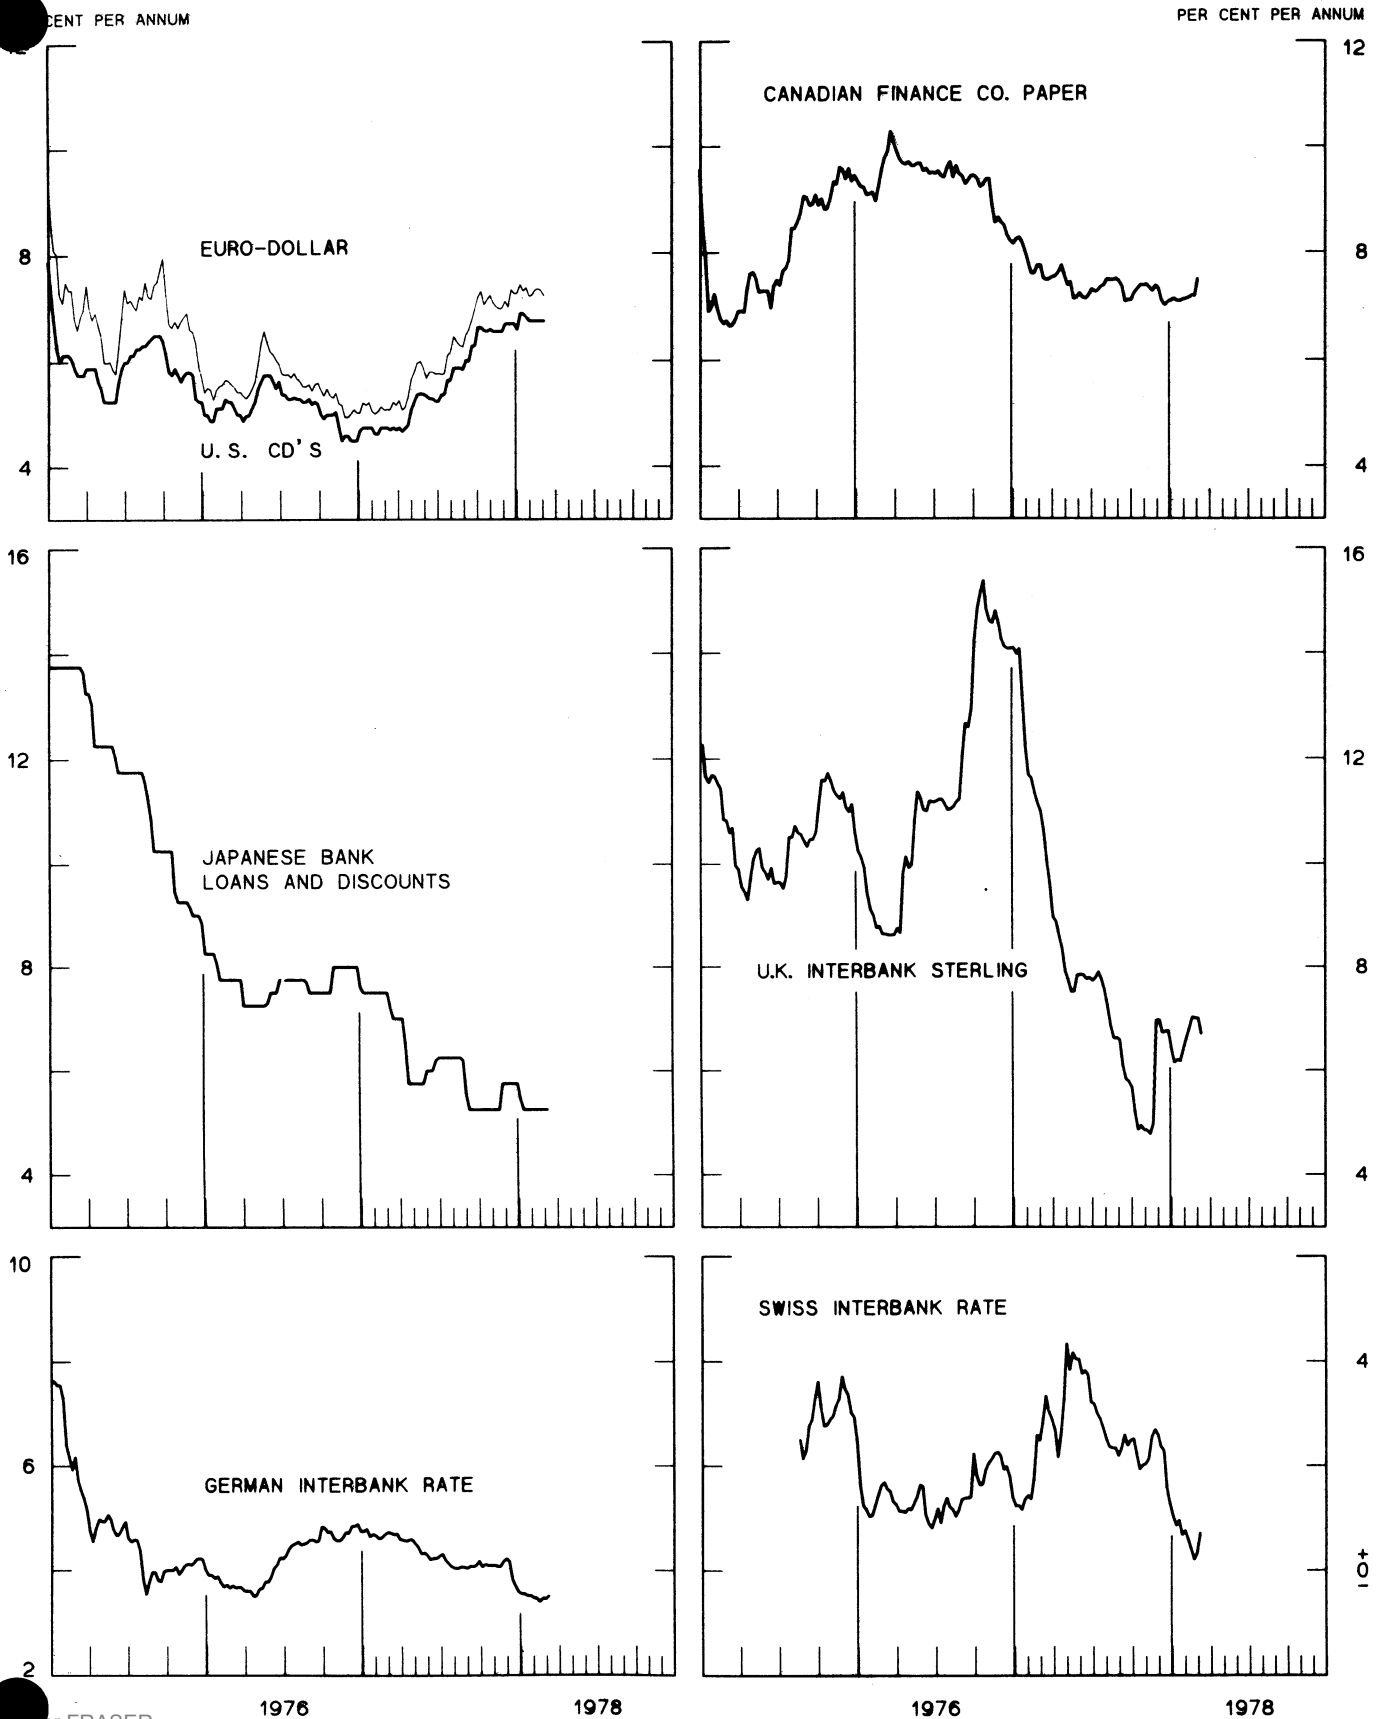 CENT PER ANNUM
PER CENT PER ANNUM
12
CANADIAN FINANCE CO. PAPER
EURO-DOLLAR
8
8
U.S. CD'S
4
4
16
16
12
12
JAPANESE BANK
LOANS AND DISCOUNTS
8
U.K. INTERBANK STERLING
8
4
4
10
SWISS INTERBANK RATE
4
6
GERMAN INTERBANK RATE
+
0
–
2
1976
1978
1976
1978
FRASER